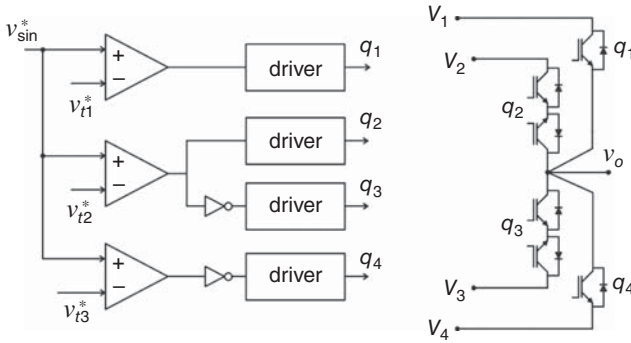 v*sin
+
−
v*t1
driver
q1
+
−
v*t2
driver
q2
driver
q3
+
−
v*t3
driver
q4
V1
q1
V2
q2
vo
q3
V3
q4
V4